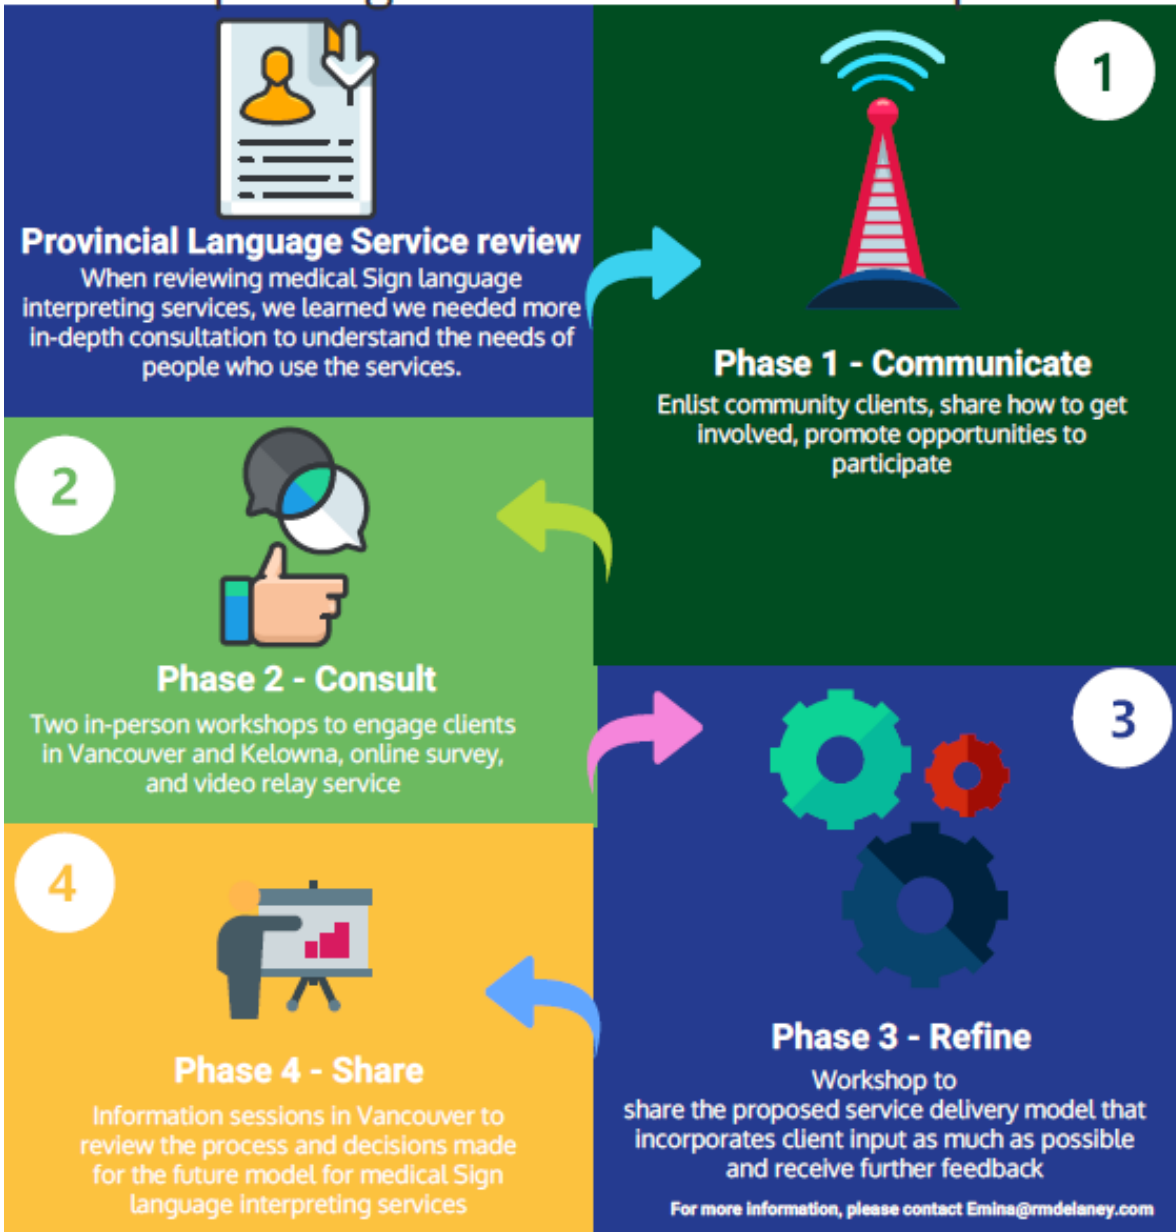 Provincial Language Service review
When reviewing medical Sign language
interpreting services, we learned we needed more
in-depth consultation to understand the needs of
people who use the services.
1
Phase 1 - Communicate
Enlist community clients, share how to get
involved, promote opportunities to
participate
2
Phase 2 - Consult
Two in-person workshops to engage clients
in Vancouver and Kelowna, online survey,
and video relay service
3
Phase 3 - Refine
Workshop to
share the proposed service delivery model that
incorporates client input as much as possible
and receive further feedback
For more information, please contact Emina@rmdelaney.com
4
Phase 4 - Share
Information sessions in Vancouver to
review the process and decisions made
for the future model for medical Sign
language interpreting services